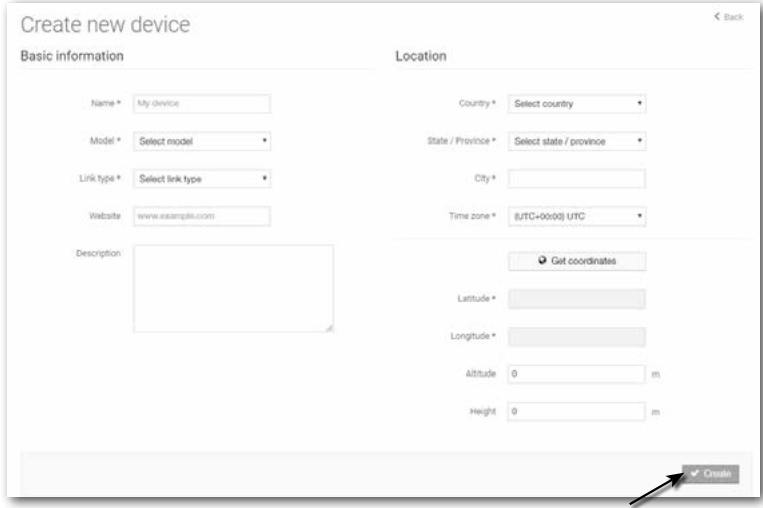 Create new device
Back
Basic information
Name *
My device
Model *
Select model
Link type *
Select link type
Website
www.example.com
Description
Location
Country *
Select country
State / Province *
Select state / province
City *
Time zone *
(UTC+00:00) UTC
Get coordinates
Latitude *
Longitude *
Altitude
0
m
Height
0
m
Create